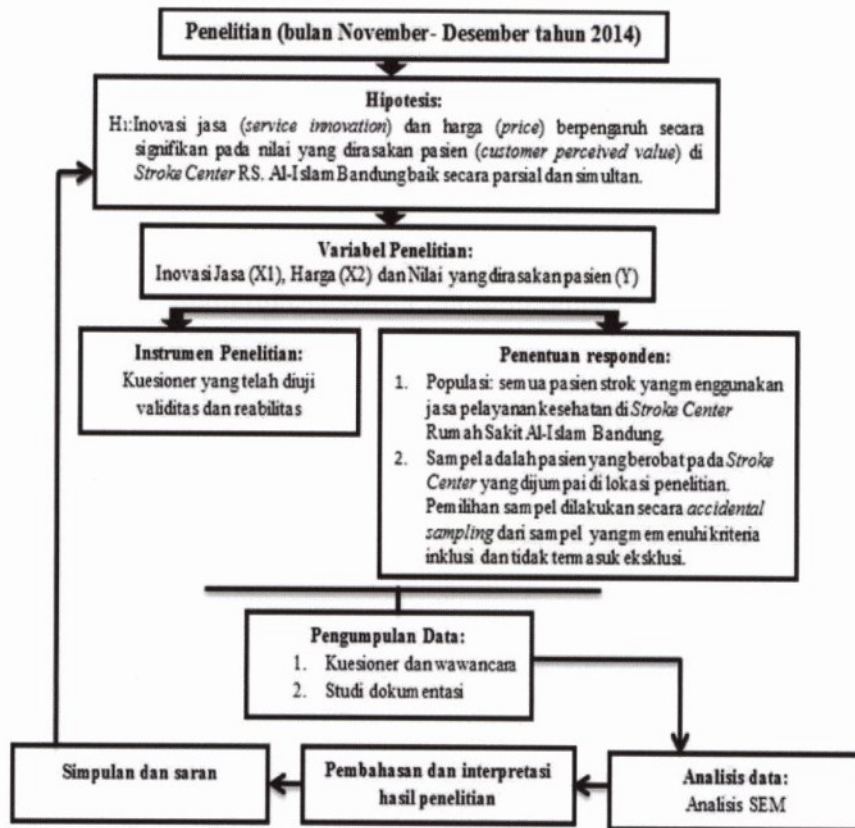 Penelitian (bulan November- Desember tahun 2014)
Hipotesis:
H1:Inovasi jasa (service innovation) dan harga (price) berpengaruh secara
signifikan pada nilai yang dirasakan pasien (customer perceived value) di
Stroke Center RS. Al-Islam Bandung baik secara parsial dan simultan.
Variabel Penelitian:
Inovasi Jasa (X1), Harga (X2) dan Nilai yang dirasakan pasien (Y)
Instrumen Penelitian:
Kuesioner yang telah diuji
validitas dan reabilitas
Penentuan responden:
1. Populasi: semua pasien strok yang menggunakan
jasa pelayanan kesehatan di Stroke Center
Rumah Sakit Al-Islam Bandung.
2. Sampel adalah pasien yang berobat pada Stroke
Center yang dijumpai di lokasi penelitian.
Pemilihan sampel dilakukan secara accidental
sampling dari sampel yang memenuhi kriteria
inklusi dan tidak termasuk eksklusi.
Pengumpulan Data:
1. Kuesioner dan wawancara
2. Studi dokumentasi
Analisis data:
Analisis SEM
Pembahasan dan interpretasi
hasil penelitian
Simpulan dan saran